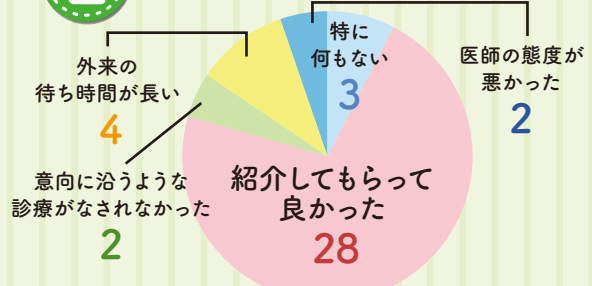 特に
何もない
3
医師の態度が
悪かった
2
外来の
待ち時間が長い
4
意向に沿うような
診療がなされなかった
2
紹介してもらって
良かった
28